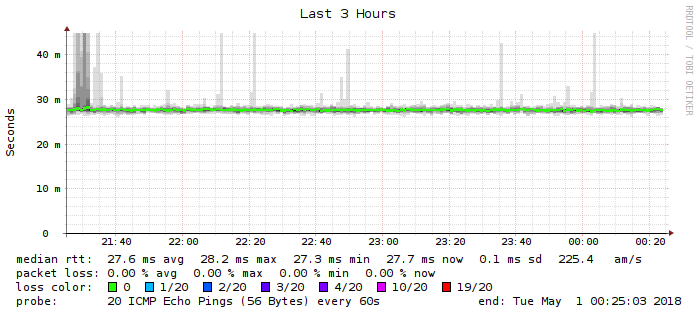 Last 3 Hours
RRDTOOL / TOBI OETIKER
Seconds
40 m
30 m
20 m
10 m
0
21:40 22:00 22:20 22:40 23:00 23:20 23:40 00:00 00:20
median rtt: 27.6 ms avg 28.2 ms max 27.3 ms min 27.7 ms now 0.1 ms sd 225.4 am/s
packet loss: 0.00 % avg 0.00 % max 0.00 % min 0.00 % now
loss color: 0 1/20 2/20 3/20 4/20 10/20 19/20
probe: 20 ICMP Echo Pings (56 Bytes) every 60s end: Tue May 1 00:25:03 2018